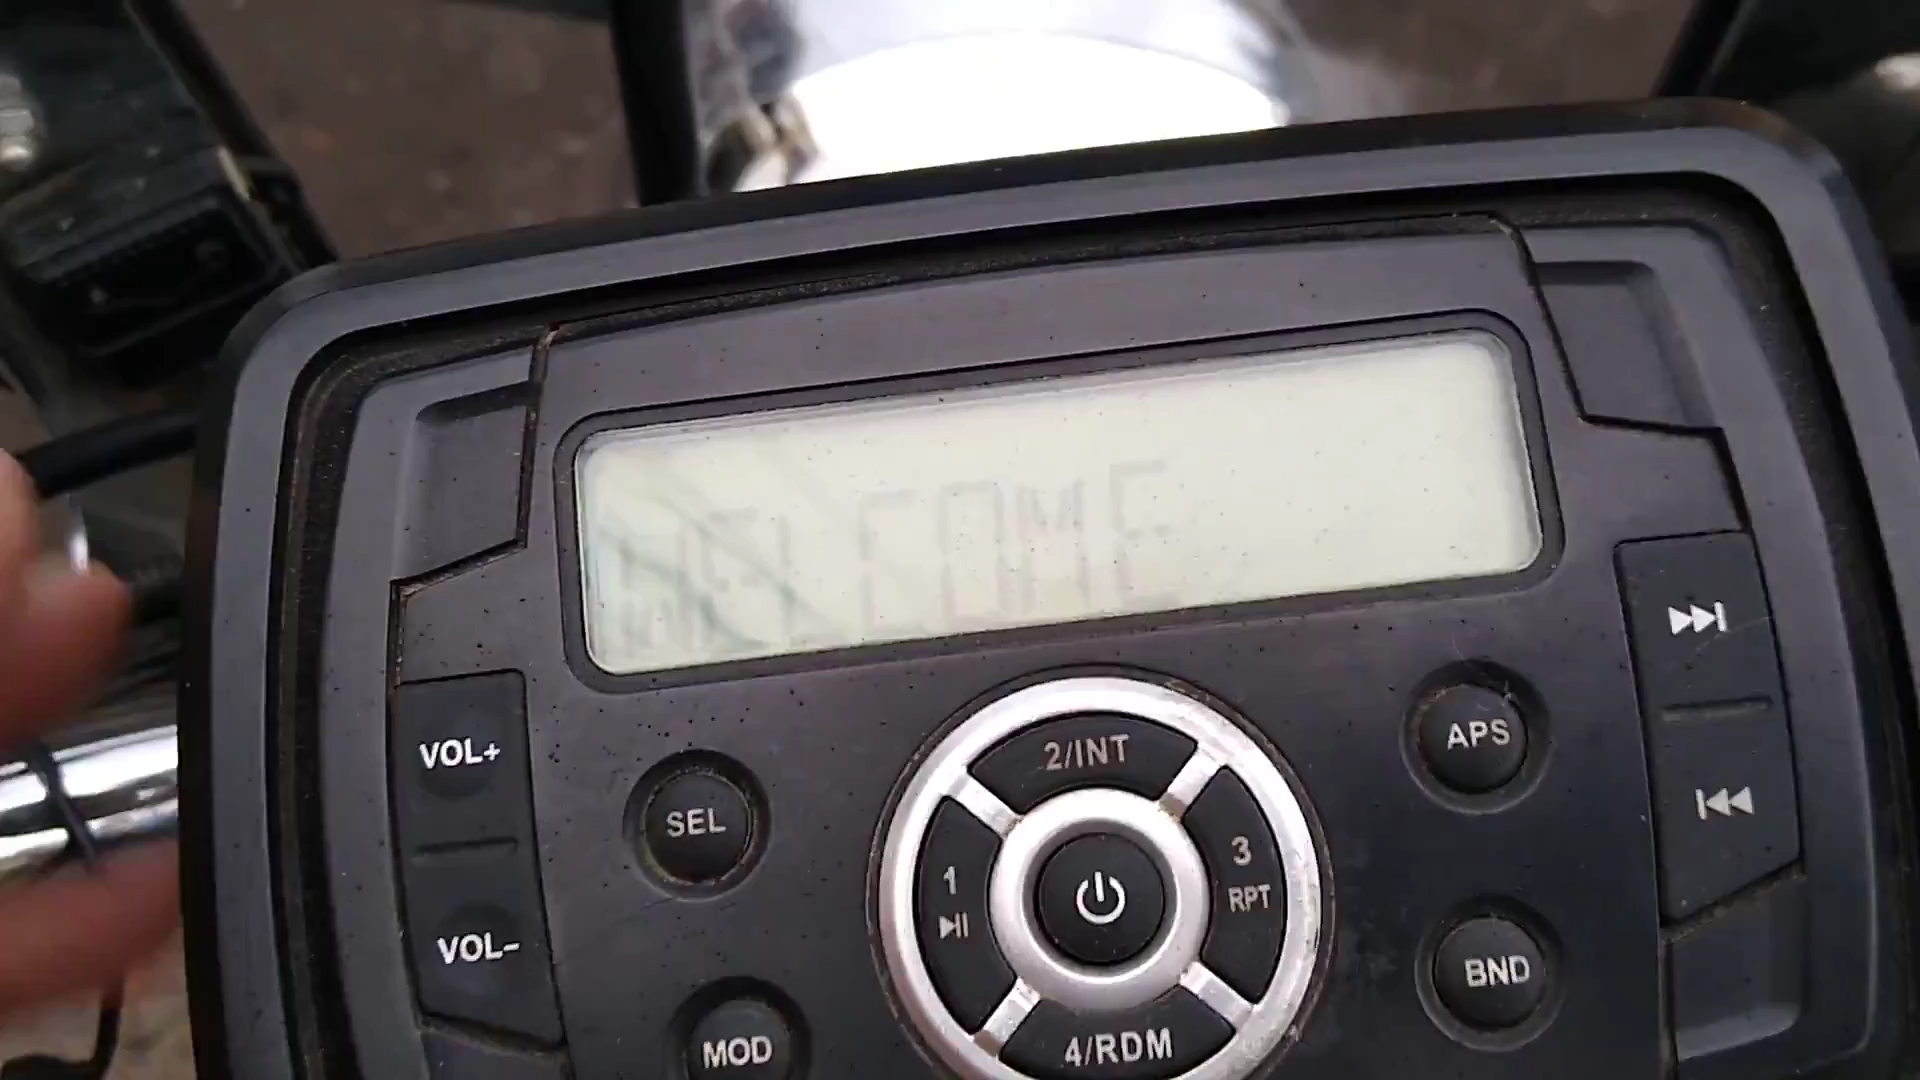 WELCOME
VOL+
VOL-
SEL
MOD
2/INT
1
3
RPT
4/RDM
APS
BND